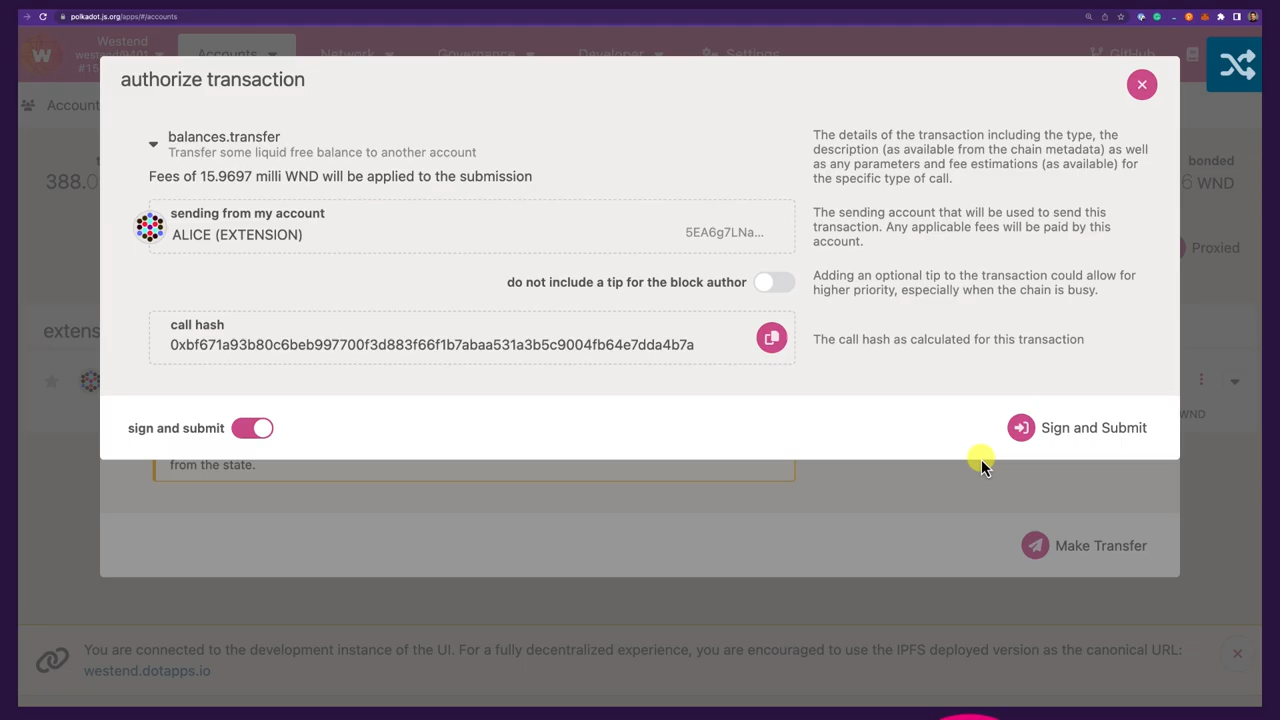 polkadot.js.org/apps/#/accounts
Westend
Accounts
Network
Governance
Developer
Settings
GitHub
authorize transaction
balances.transfer
Transfer some liquid free balance to another account
Fees of 15.9697 milli WND will be applied to the submission
The details of the transaction including the type, the
description (as available from the chain metadata) as well
as any parameters and fee estimations (as available) for
the specific type of call.
Account
388.0
bonded
6 WND
sending from my account
ALICE (EXTENSION)
5EA6g7LNa...
The sending account that will be used to send this
transaction. Any applicable fees will be paid by this
account.
Proxied
do not include a tip for the block author
Adding an optional tip to the transaction could allow for
higher priority, especially when the chain is busy.
extens
call hash
0xbf671a93b80c6beb997700f3d883f66f1b7abaa531a3b5c9004fb64e7dda4b7a
The call hash as calculated for this transaction
WND
sign and submit
Sign and Submit
from the state.
Make Transfer
You are connected to the development instance of the UI. For a fully decentralized experience, you are encouraged to use the IPFS deployed version as the canonical URL:
westend.dotapps.io